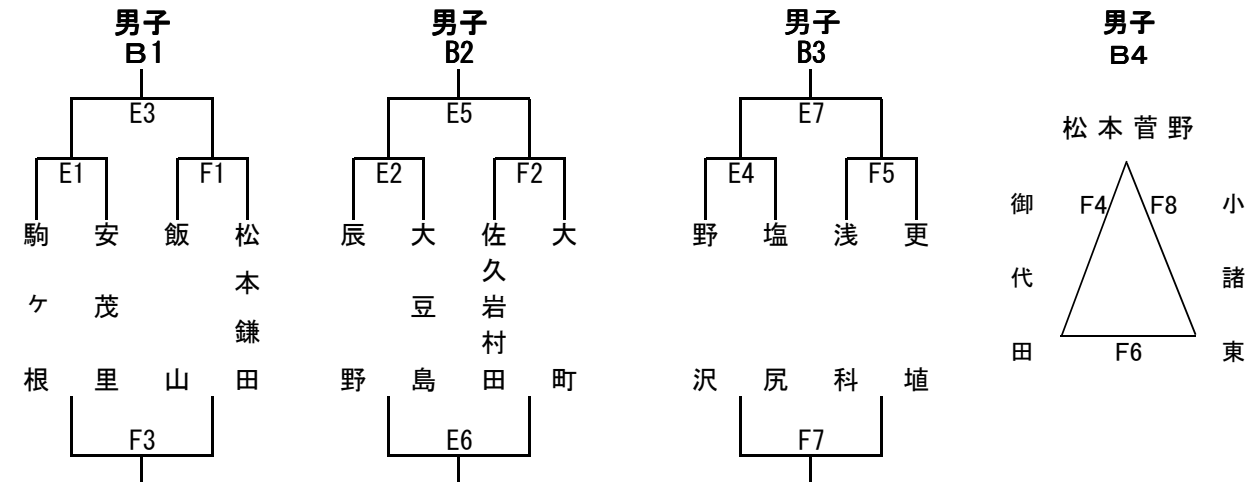 男子
B1
E3
E1
F1
駒ヶ根
安茂里
飯山
松本鎌田
F3
男子
B2
E5
E2
F2
辰野
大豆島
佐久岩村田
大町
E6
男子
B3
E7
E4
F5
野沢
塩尻
浅科
更埴
F7
男子
B4
松本菅野
御代田
F4
F8
小諸東
F6